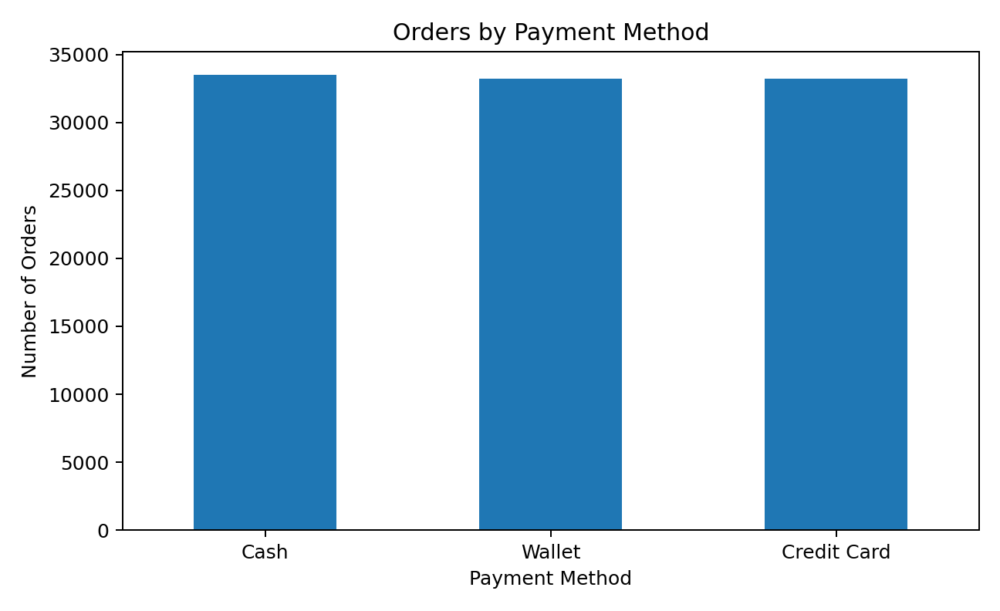 Orders by Payment Method
Number of Orders
35000
30000
25000
20000
15000
10000
5000
0
Cash Wallet Credit Card
Payment Method